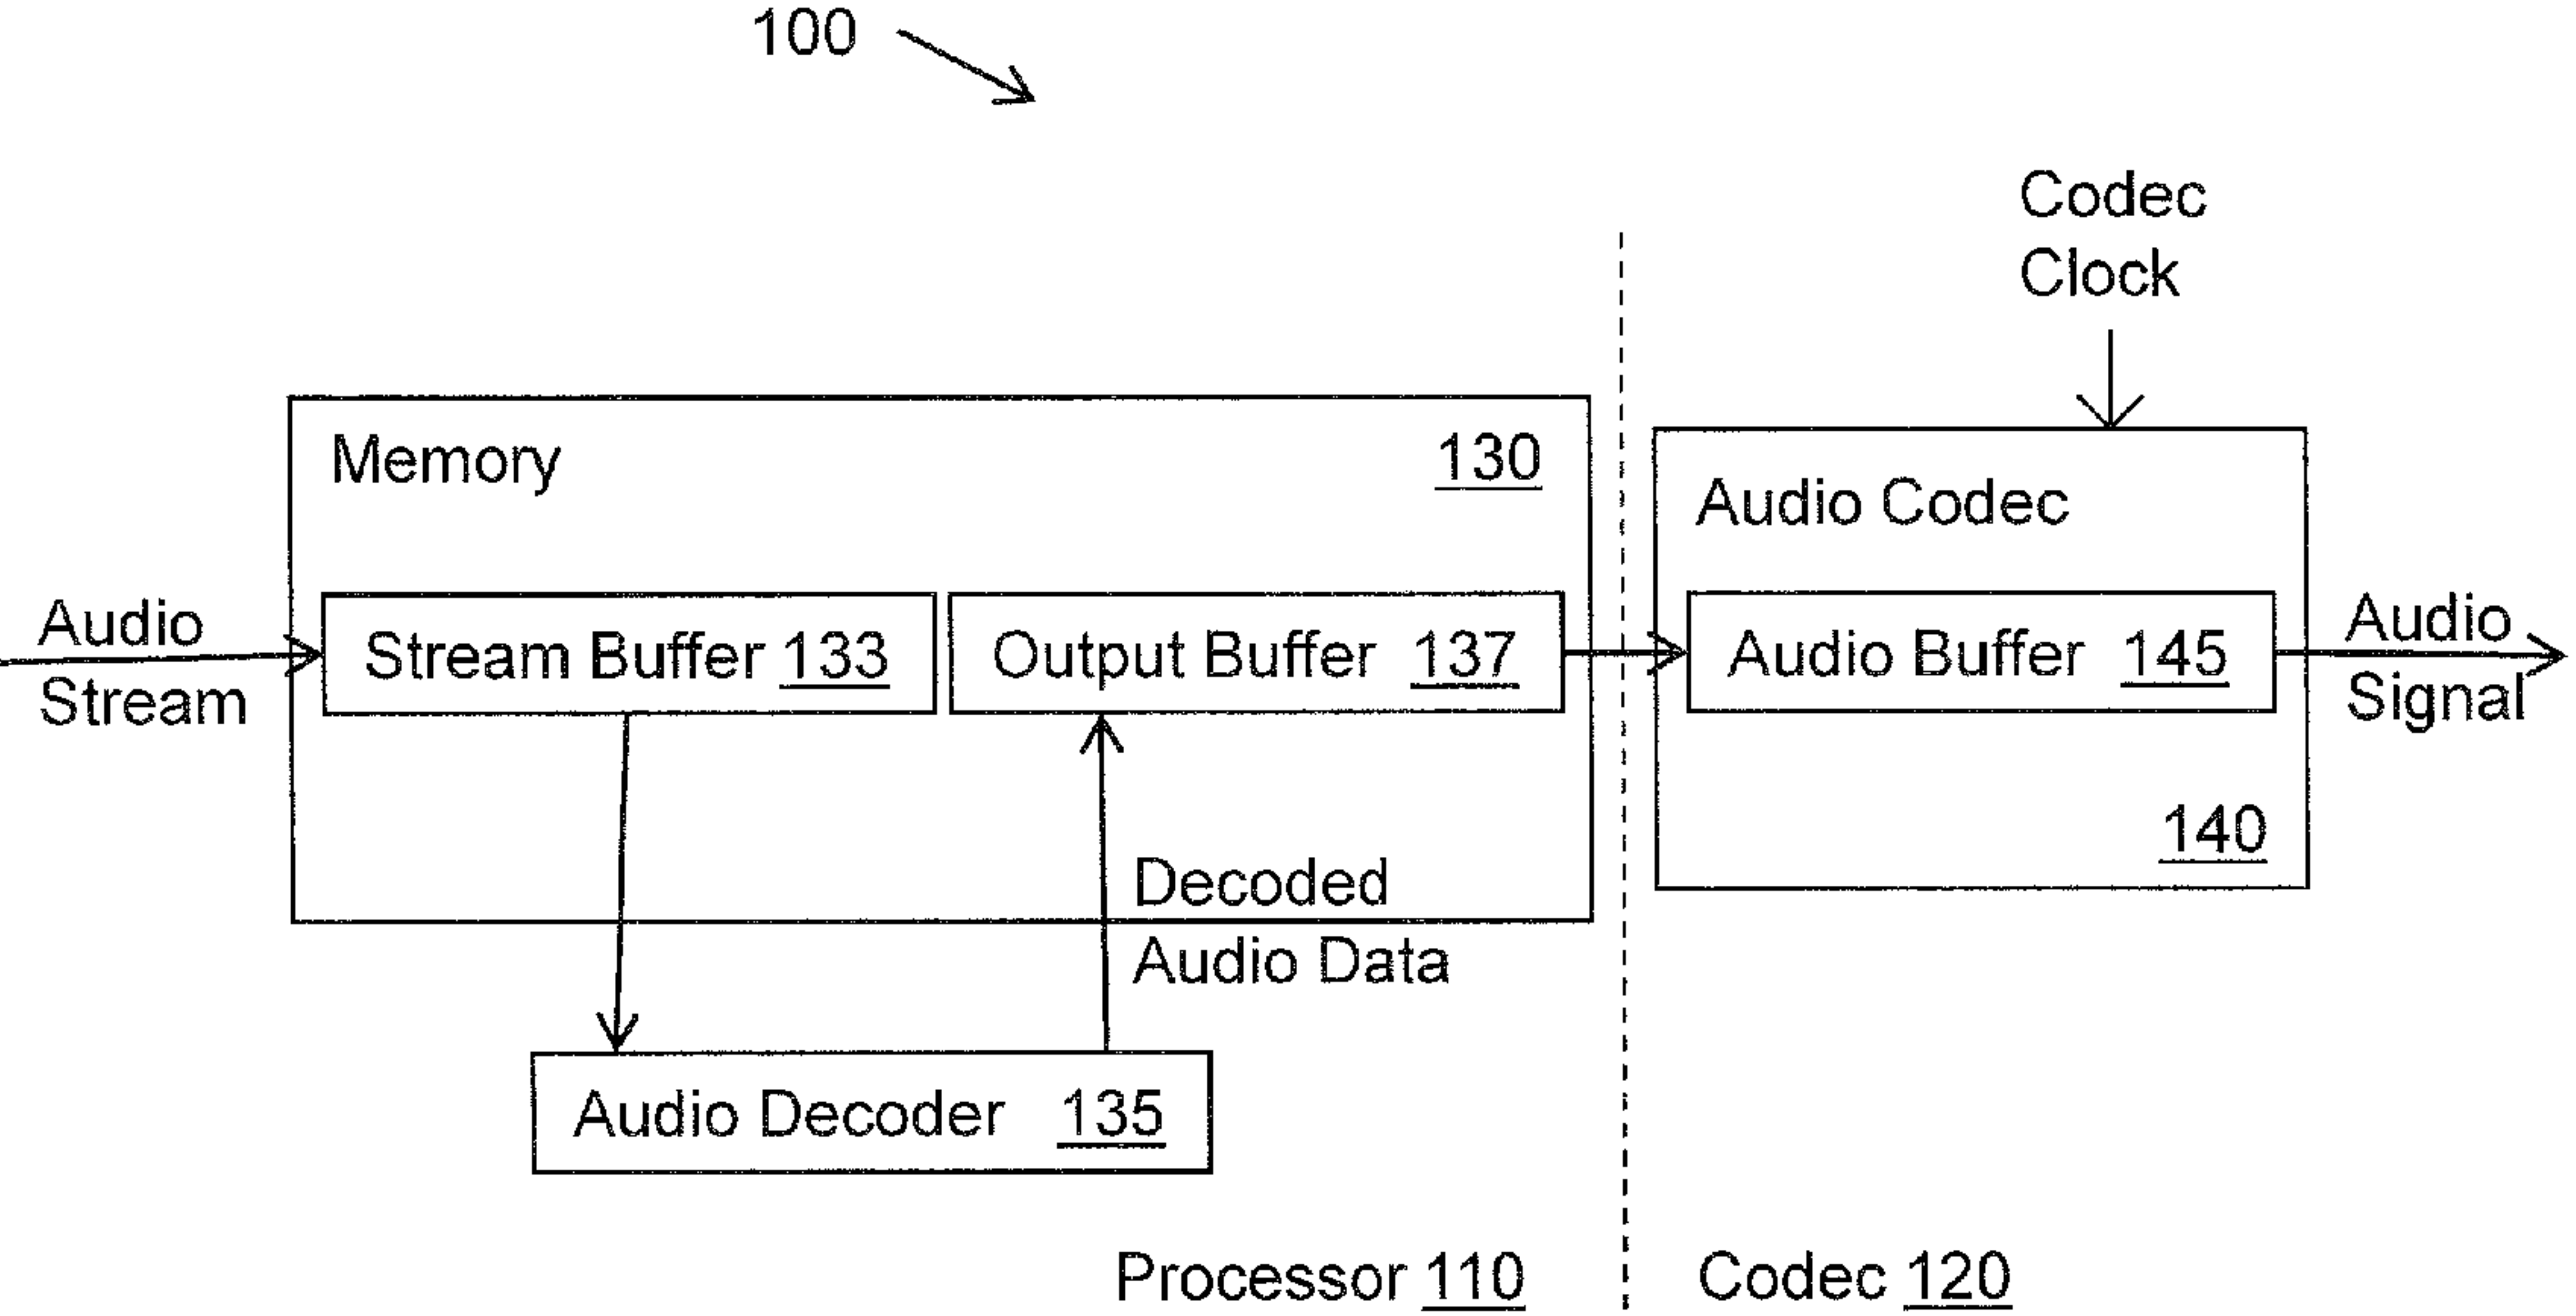 100
Codec
Clock
Memory
130
Audio Codec
Audio
Stream
Stream Buffer 133
Output Buffer 137
Audio Buffer 145
Audio
Signal
140
Decoded
Audio Data
Audio Decoder 135
Processor 110
Codec 120